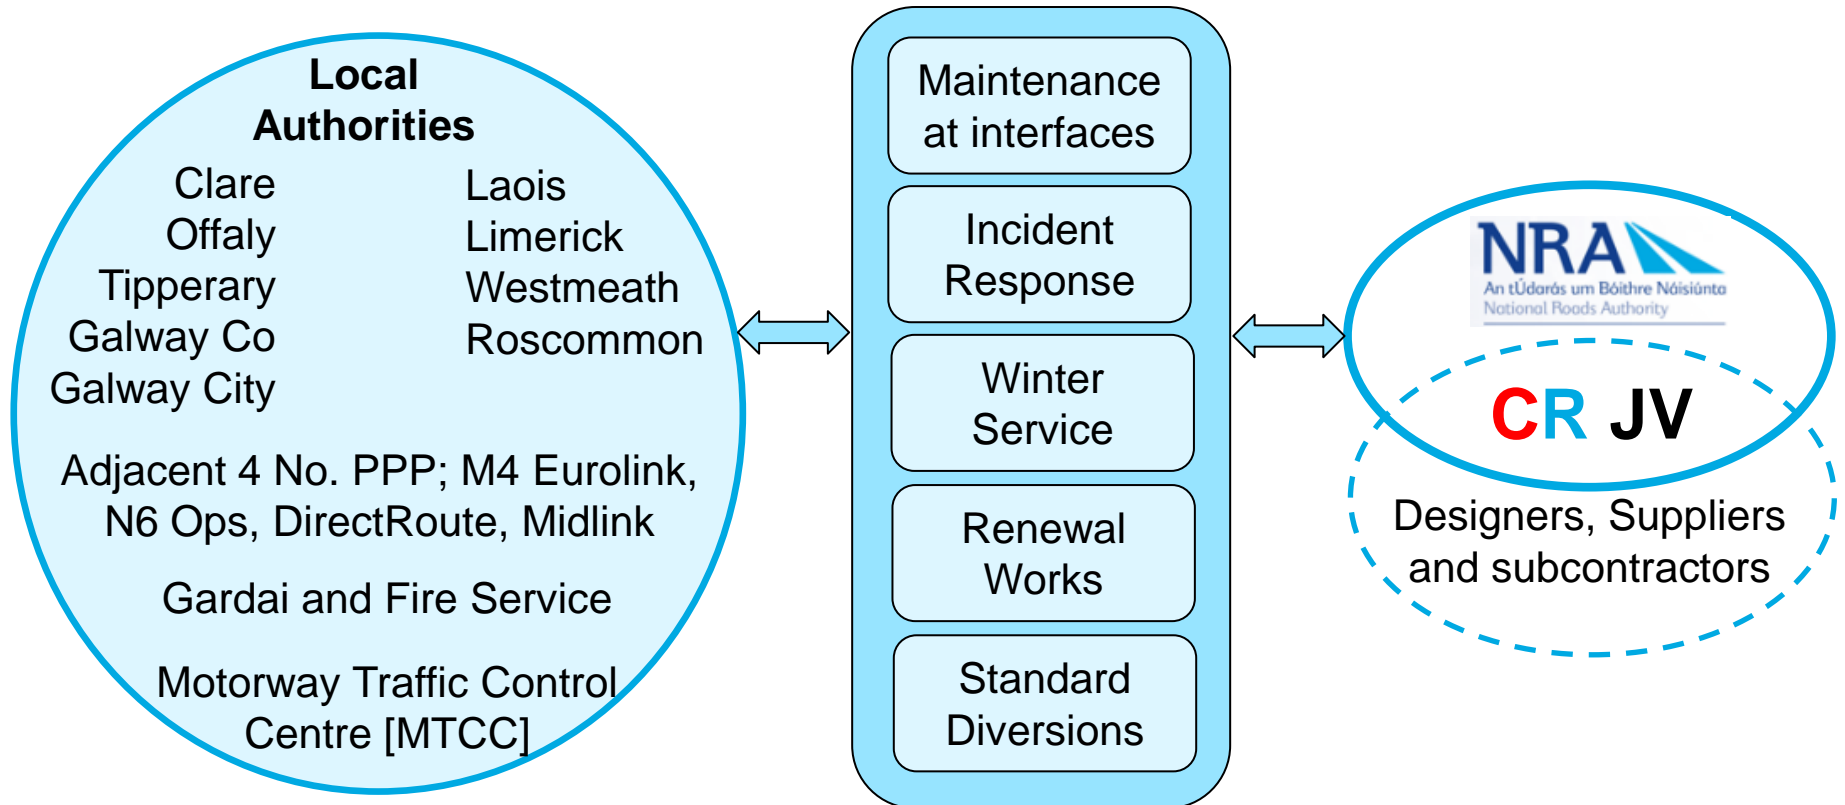 Local
Authorities
Clare
Offaly
Tipperary
Galway Co
Galway City
Laois
Limerick
Westmeath
Roscommon
Adjacent 4 No. PPP; M4 Eurolink,
N6 Ops, DirectRoute, Midlink
Gardai and Fire Service
Motorway Traffic Control
Centre [MTCC]
Maintenance
at interfaces
Incident
Response
Winter
Service
Renewal
Works
Standard
Diversions
NRA
An tÚdarás um Bóithre Náisiúnta
National Roads Authority
CR JV
Designers, Suppliers
and subcontractors